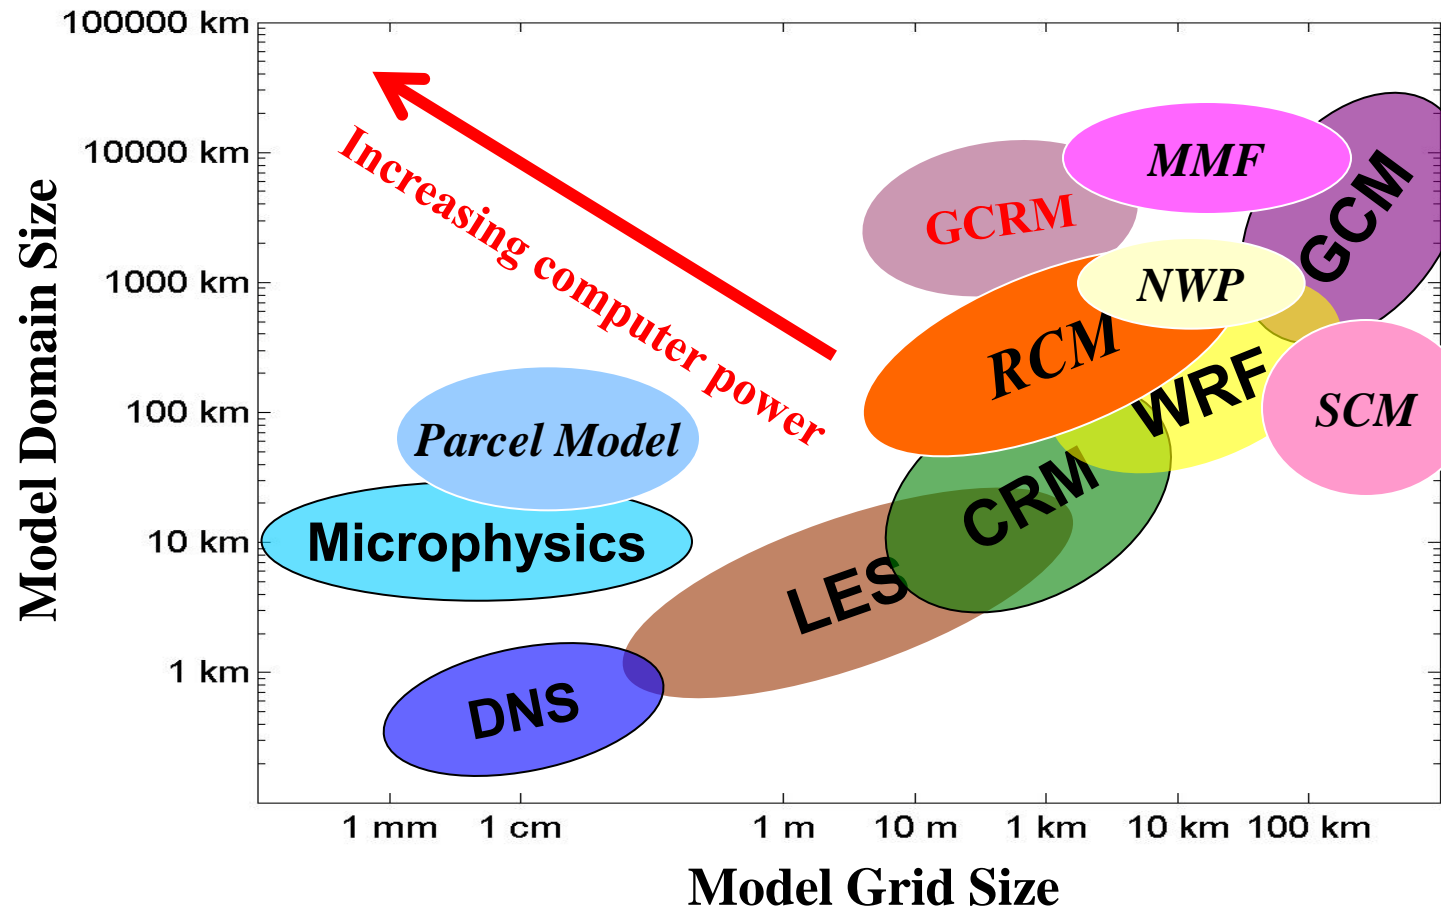 100000 km
10000 km
1000 km
100 km
10 km
1 km
Model Domain Size
Increasing computer power
MMF
GCM
GCRM
NWP
RCM
WRF
SCM
Parcel Model
CRM
Microphysics
LES
DNS
1 mm
1 cm
1 m
10 m
1 km
10 km
100 km
Model Grid Size